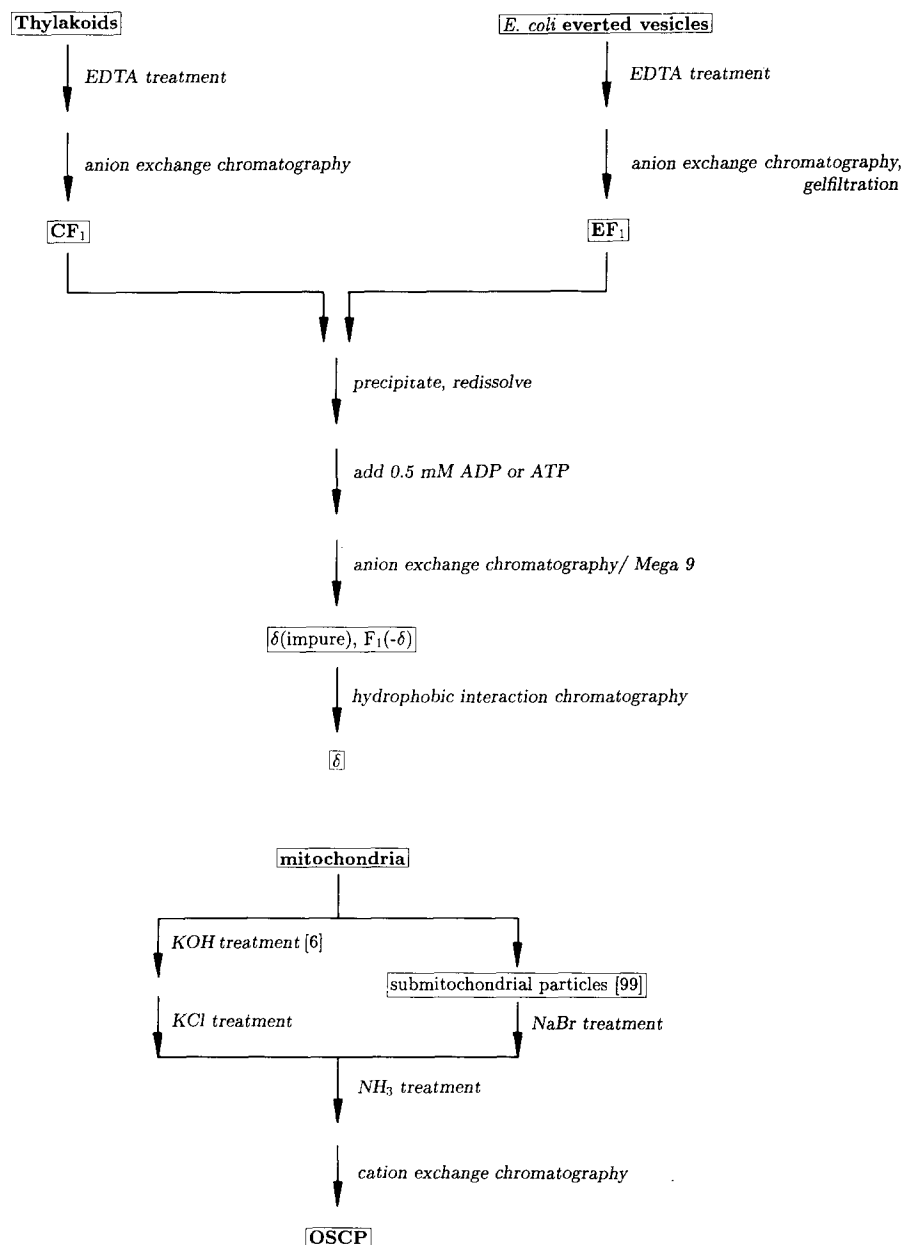 Thylakoids
E. coli everted vesicles
EDTA treatment
EDTA treatment
anion exchange chromatography
anion exchange chromatography,
gelfiltration
CF₁
EF₁
precipitate, redissolve
add 0.5 mM ADP or ATP
anion exchange chromatography/ Mega 9
δ(impure), F₁(-δ)
hydrophobic interaction chromatography
δ
mitochondria
KOH treatment [6]
submitochondrial particles [99]
KCl treatment
NaBr treatment
NH₃ treatment
cation exchange chromatography
OSCP